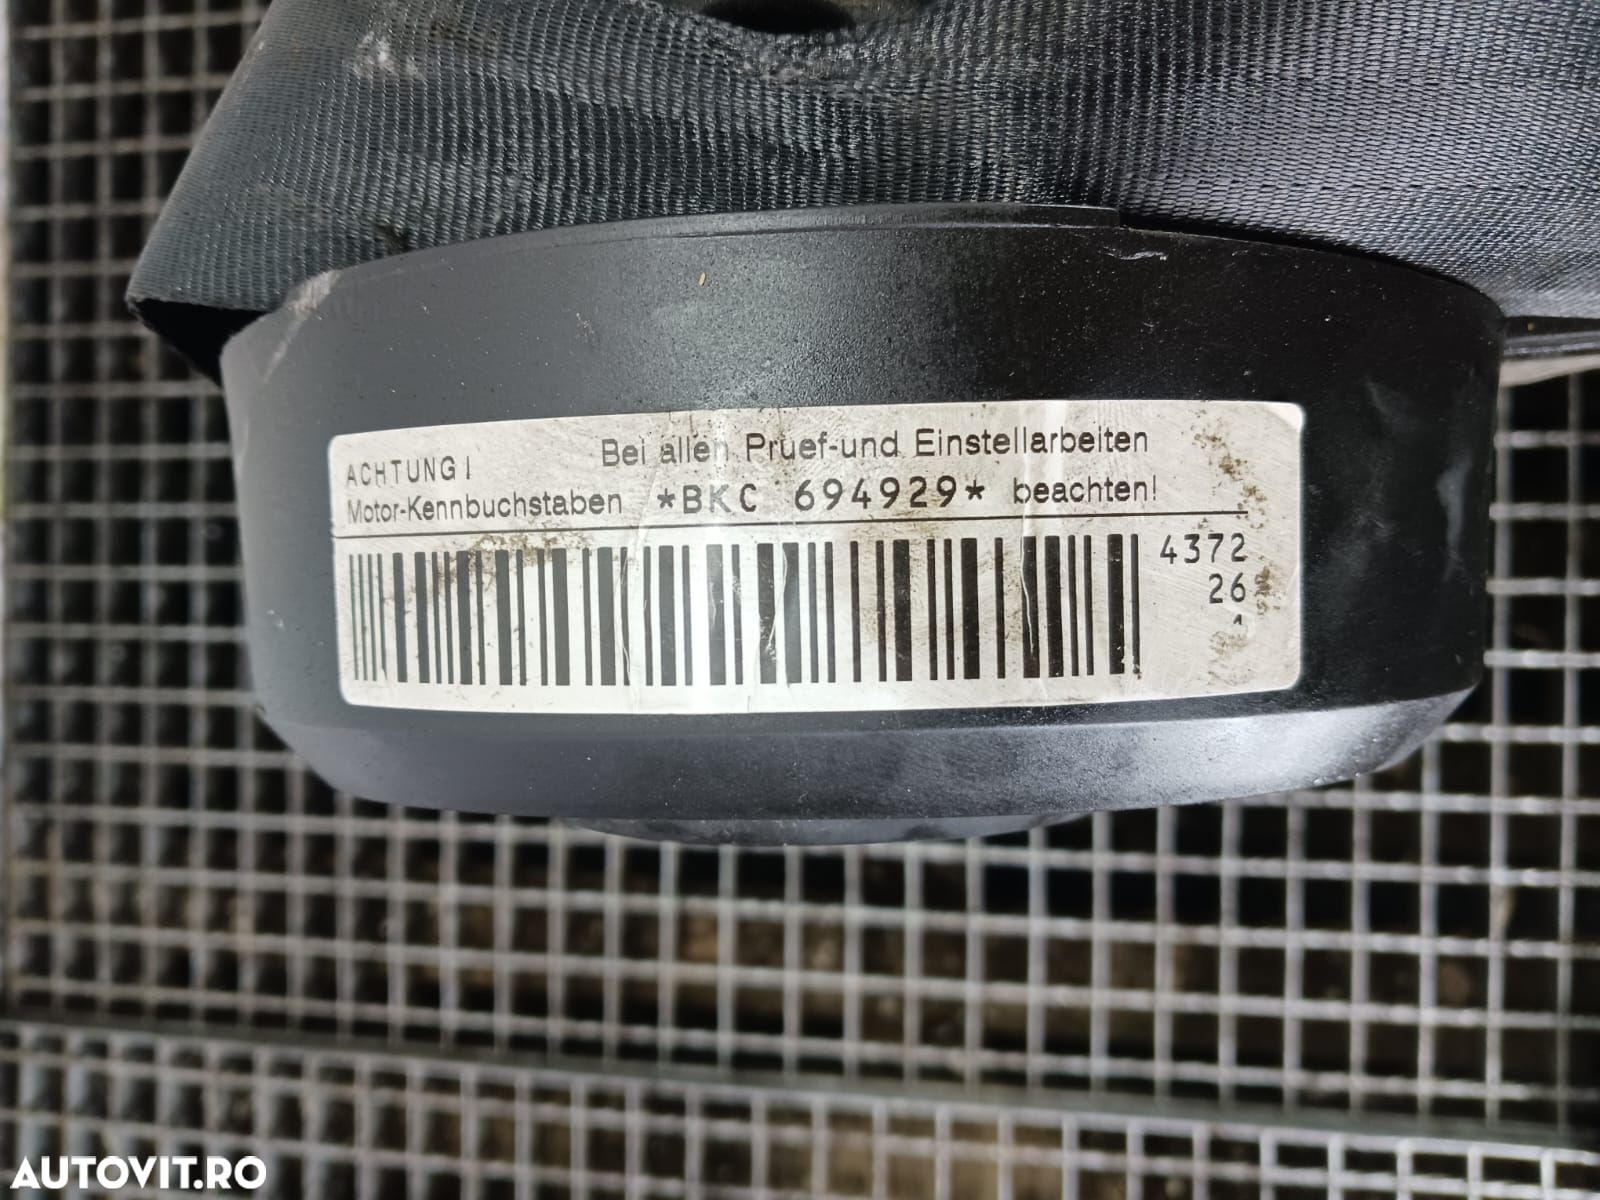 ACHTUNG! Bei allen Pruef-und Einstellarbeiten
Motor-Kennbuchstaben *BKC 694929* beachten!
4372
26
AUTOVIT.RO